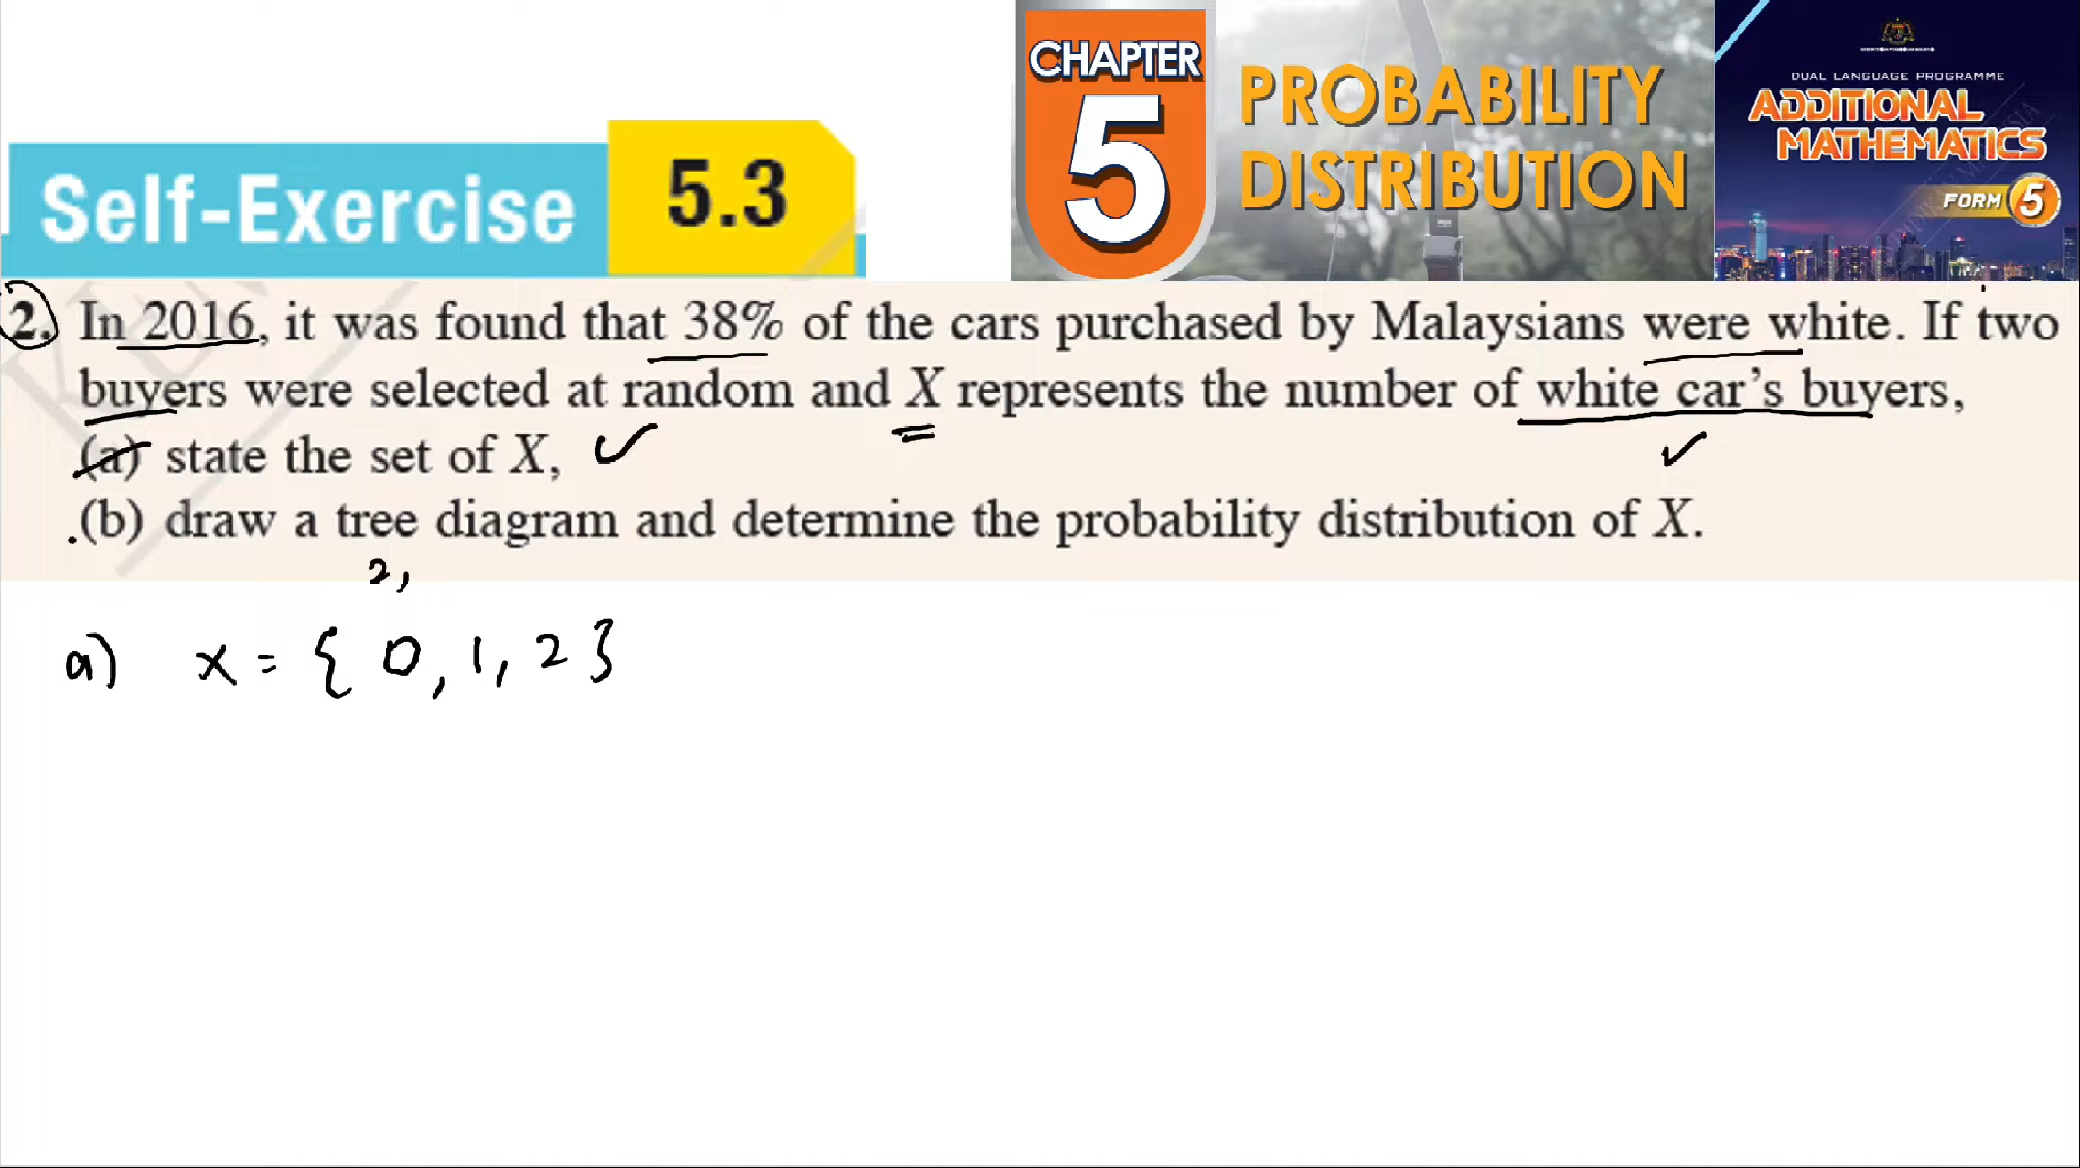 CHAPTER
5
PROBABILITY
DISTRIBUTION
DUAL LANGUAGE PROGRAMME
ADDITIONAL
MATHEMATICS
FORM 5
Self-Exercise 5.3
2. In 2016, it was found that 38% of the cars purchased by Malaysians were white. If two
buyers were selected at random and X represents the number of white car’s buyers,
(a) state the set of X, ✓
(b) draw a tree diagram and determine the probability distribution of X.
2,
a) x = { 0, 1, 2 }